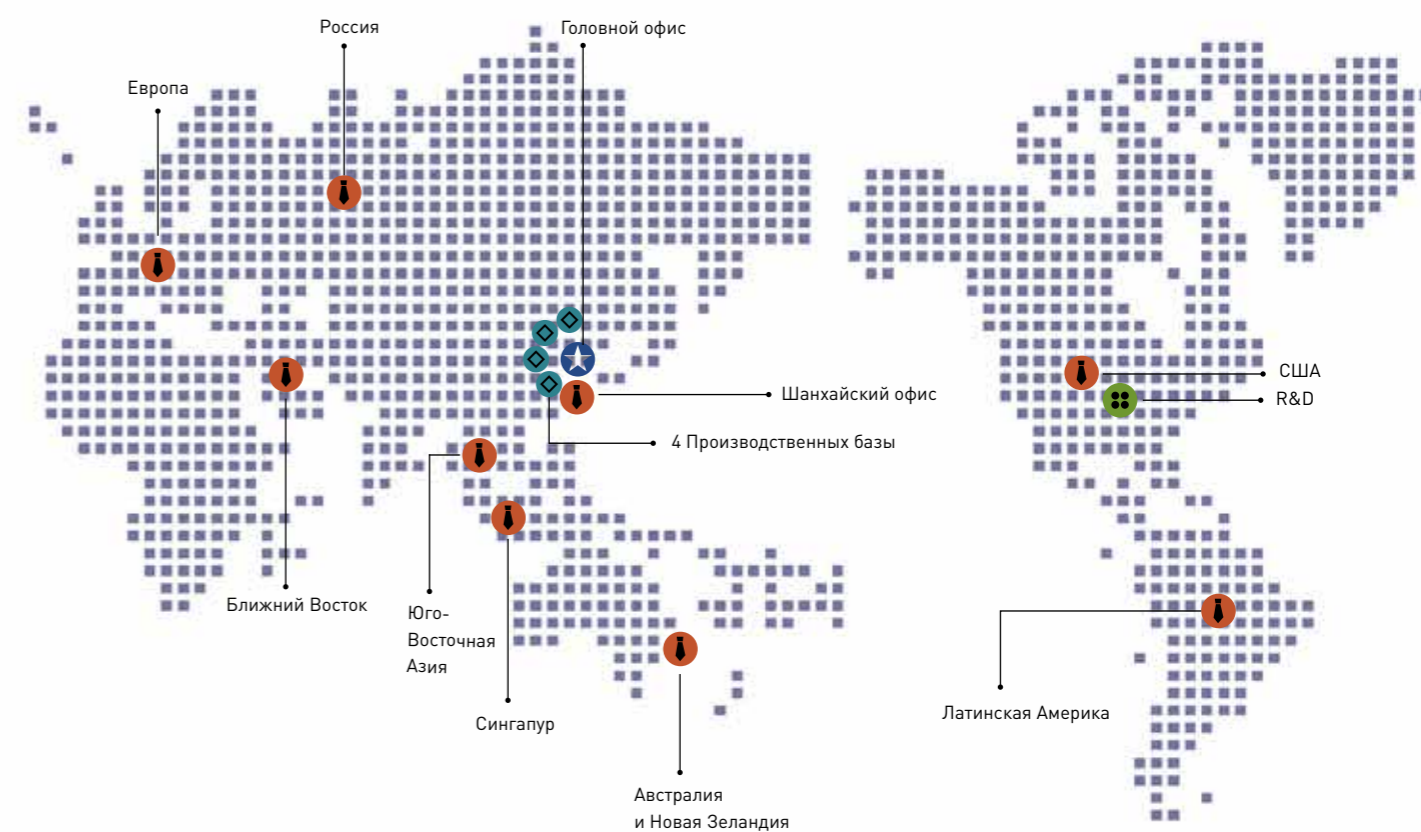 Россия
Головной офис
Европа
США
Шанхайский офис
R&D
4 Производственных базы
Ближний Восток
Юго-
Восточная
Азия
Сингапур
Латинская Америка
Австралия
и Новая Зеландия